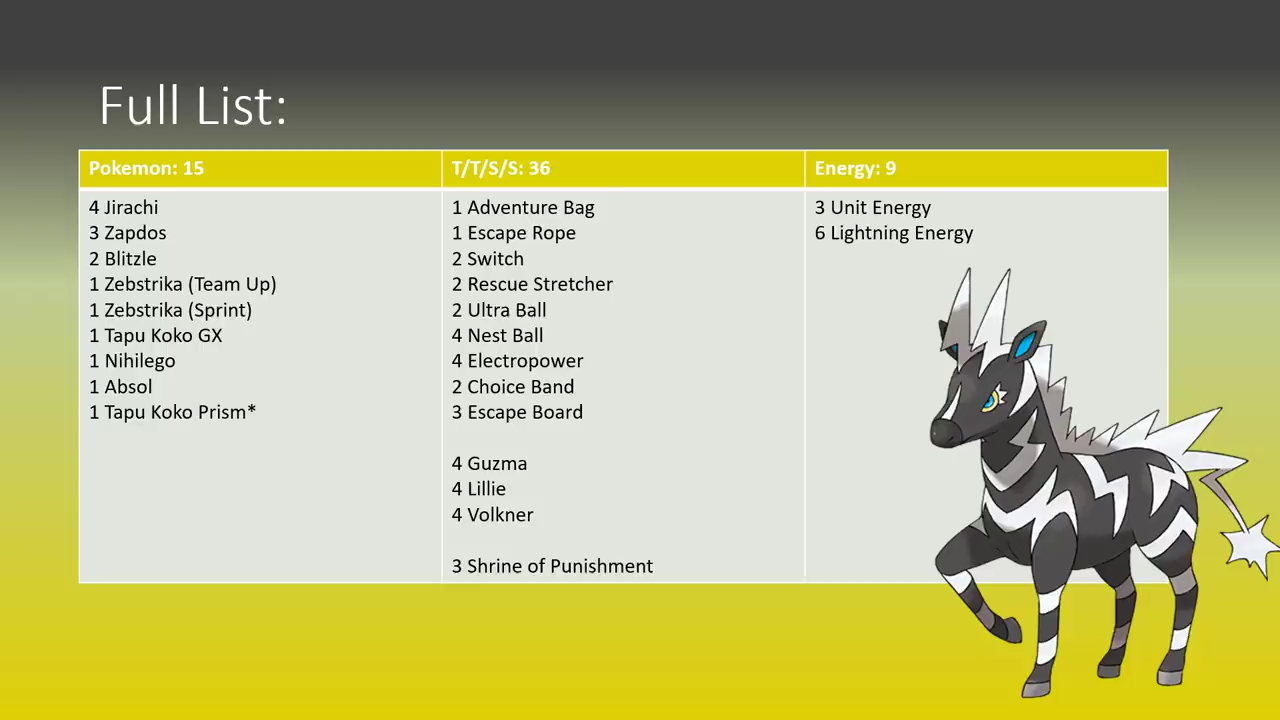 Full List:
Pokemon: 15
4 Jirachi
3 Zapdos
2 Blitzle
1 Zebstrika (Team Up)
1 Zebstrika (Sprint)
1 Tapu Koko GX
1 Nihilego
1 Absol
1 Tapu Koko Prism*
T/T/S/S: 36
1 Adventure Bag
1 Escape Rope
2 Switch
2 Rescue Stretcher
2 Ultra Ball
4 Nest Ball
4 Electropower
2 Choice Band
3 Escape Board
4 Guzma
4 Lillie
4 Volkner
3 Shrine of Punishment
Energy: 9
3 Unit Energy
6 Lightning Energy